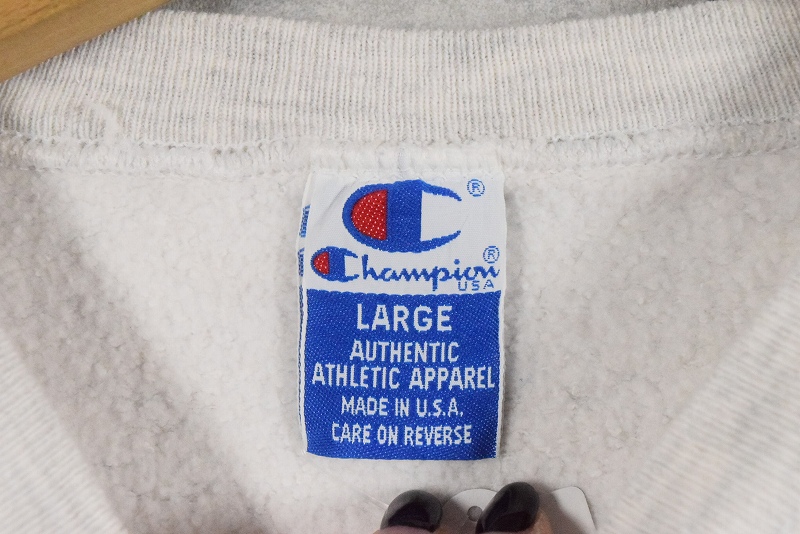 ®
Champion®
USA
LARGE
AUTHENTIC
ATHLETIC APPAREL
MADE IN U.S.A.
CARE ON REVERSE